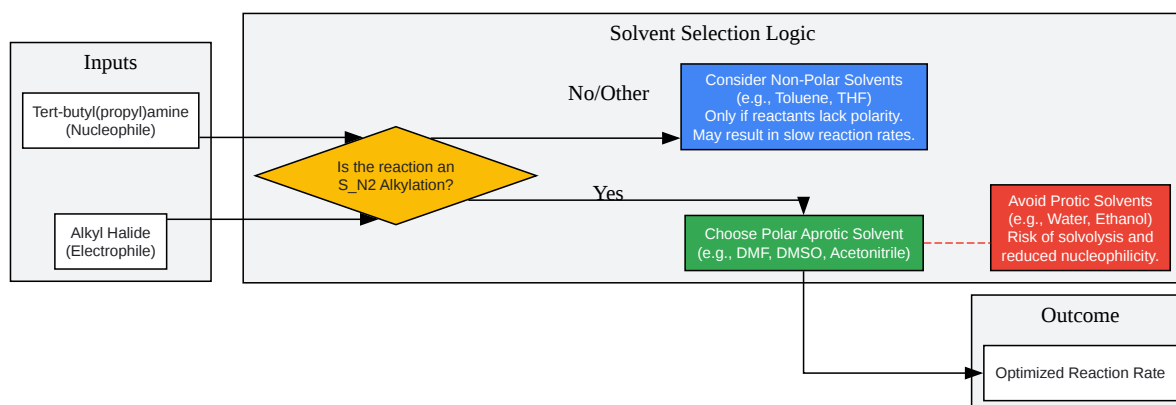 Solvent Selection Logic
Inputs
Tert-butyl(propyl)amine
(Nucleophile)
Alkyl Halide
(Electrophile)
Is the reaction an
S_N2 Alkylation?
No/Other
Consider Non-Polar Solvents
(e.g., Toluene, THF)
Only if reactants lack polarity.
May result in slow reaction rates.
Yes
Choose Polar Aprotic Solvent
(e.g., DMF, DMSO, Acetonitrile)
Avoid Protic Solvents
(e.g., Water, Ethanol)
Risk of solvolysis and
reduced nucleophilicity.
Outcome
Optimized Reaction Rate